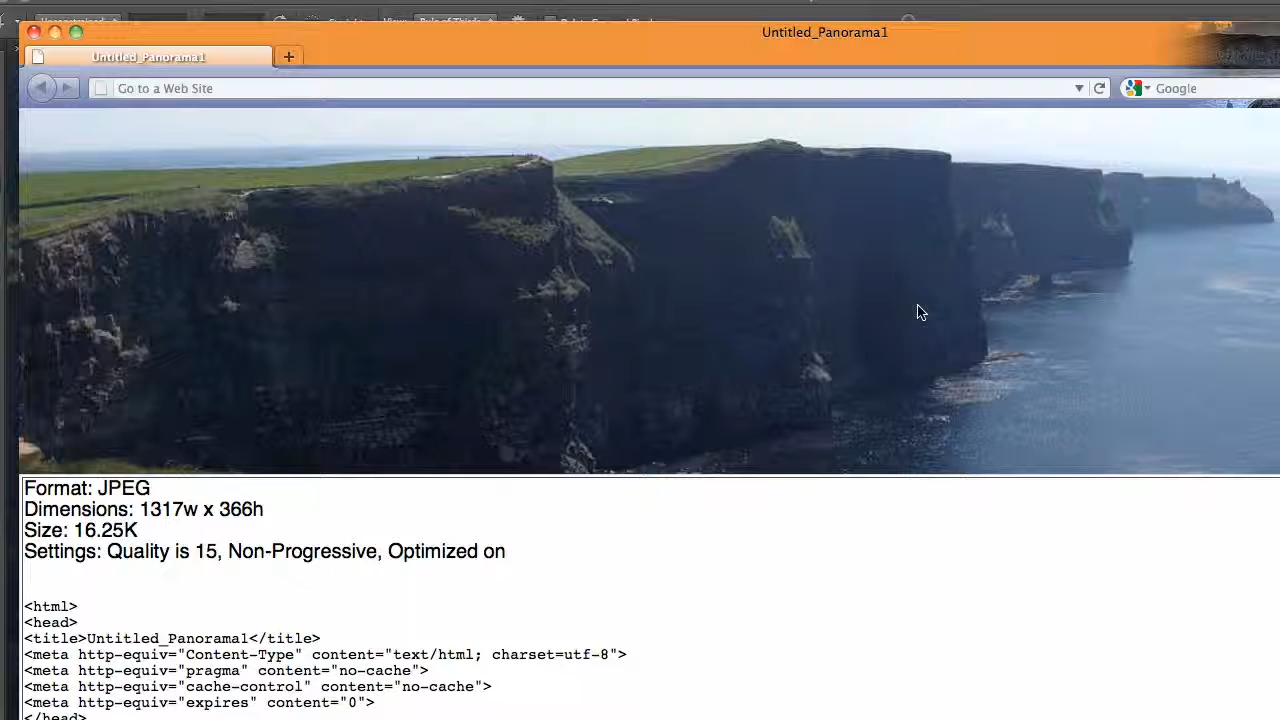 Untitled_Panorama1
Untitled_Panorama1
Go to a Web Site
Google
Format: JPEG
Dimensions: 1317w x 366h
Size: 16.25K
Settings: Quality is 15, Non-Progressive, Optimized on
<html>
<head>
<title>Untitled_Panorama1</title>
<meta http-equiv="Content-Type" content="text/html; charset=utf-8">
<meta http-equiv="pragma" content="no-cache">
<meta http-equiv="cache-control" content="no-cache">
<meta http-equiv="expires" content="0">
</head>